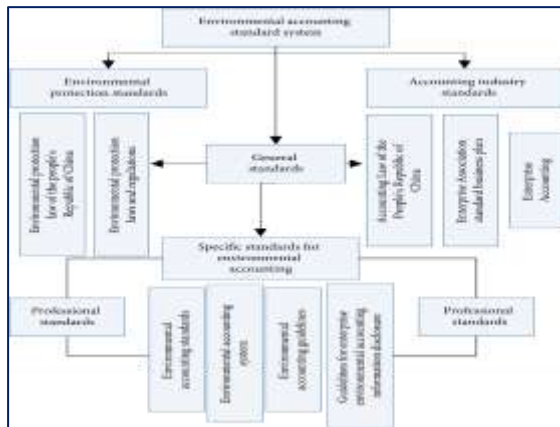 Environmental accounting
standard system
Environmental
protection standards
Accounting industry
standards
Environmental protection
law of the people's
Republic of China
Environmental protection
laws and regulations
General
standards
Accounting Law of the
People's Republic of
China
Enterprise Association
standard business plan
Enterprise
Accounting
Specific standards for
environmental
accounting
Professional
standards
Professional
standards
Environmental
accounting standards
Environmental accounting
system
Environmental
accounting guidelines
Guidelines for enterprise
environmental accounting
information disclosure